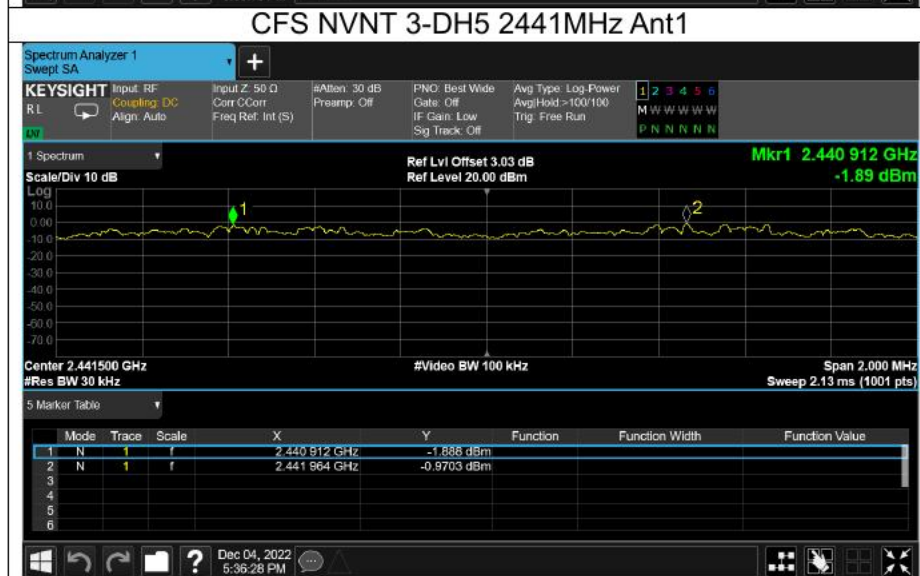 CFS NVNT 3-DH5 2441MHz Ant1
Spectrum Analyzer 1
Swept SA
+
KEYSIGHT Input: RF Input Z: 50 Ω #Atten: 30 dB PNO: Best Wide Avg Type: Log-Power 1 2 3 4 5 6
RL Coupling: DC Corr CCorr Preamp: Off Gate: Off Avg|Hold:>100/100 M W W W W W
Align: Auto Freq Ref: Int (S) IF Gain: Low Trig: Free Run
Sig Track: Off P N N N N N
1 Spectrum
Ref Lvl Offset 3.03 dB Mkr1 2.440 912 GHz
Scale/Div 10 dB Ref Level 20.00 dBm -1.89 dBm
Log
10.0
1 2
0.00
-10.0
-20.0
-30.0
-40.0
-50.0
-60.0
-70.0
Center 2.441500 GHz #Video BW 100 kHz Span 2.000 MHz
#Res BW 30 kHz Sweep 2.13 ms (1001 pts)
5 Marker Table
Mode Trace Scale X Y Function Function Width Function Value
1 N 1 f 2.440 912 GHz -1.888 dBm
2 N 1 f 2.441 964 GHz -0.9703 dBm
3
4
5
6
? Dec 04, 2022
5:36:28 PM